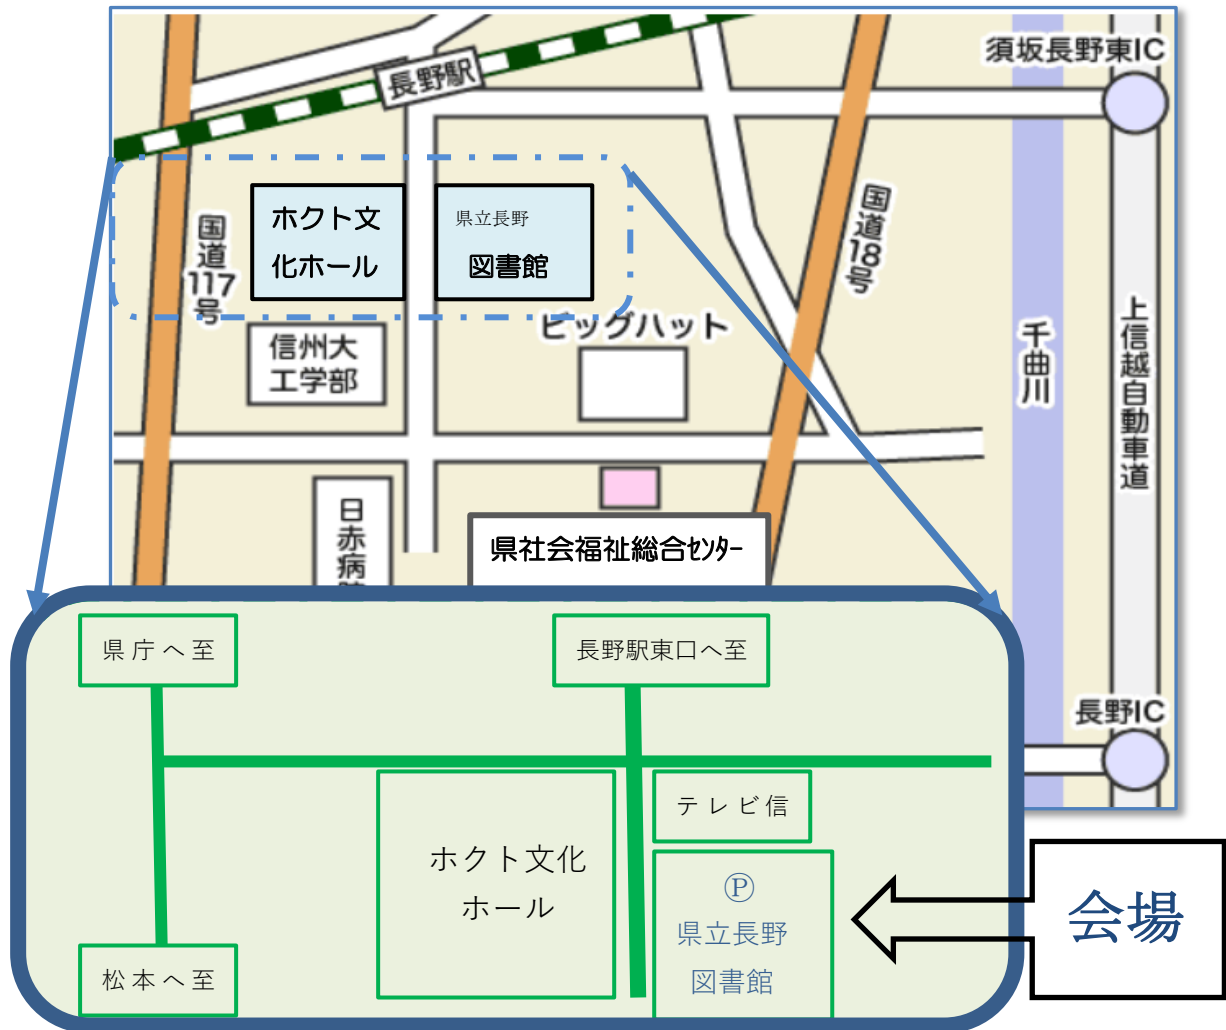 須坂長野東IC
長野駅
国道117号
ホクト文
化ホール
県立長野
図書館
国道18号
ビッグハット
信州大
工学部
千曲川
上信越自動車道
日赤病
県社会福祉総合ｾﾝﾀｰ
県庁へ至
長野駅東口へ至
長野IC
テレビ信
ホクト文化
ホール
Ⓟ
県立長野
図書館
会場
松本へ至